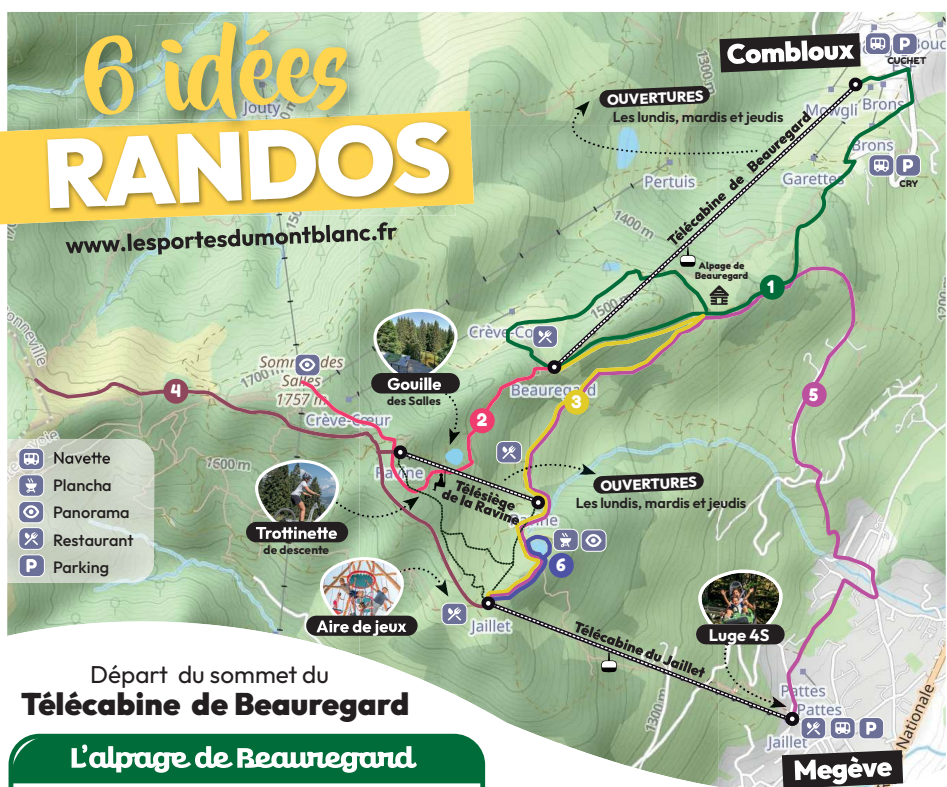 6 idées
RANDOS
www.lesportesdumontblanc.fr
Combloux
P
CUCHET
Jouty
1300 m
OUVERTURES
Les lundis, mardis et jeudis
Mowgli
Brons
Brons
P
CRY
Garettes
Pertuis
Télécabine de Beauregard
1400 m
Alpage de
Beauregard
1
1500 m
Crève-Co
Sommet des
Salles
1757 m
1700 m
Gouille
des Salles
Beauregard
4
Crève-Cœur
2
3
5
1600 m
Navette
Plancha
Panorama
Restaurant
P Parking
Ravine
Télésiège
de la Ravine
OUVERTURES
Les lundis, mardis et jeudis
Trottinette
de descente
6
Aire de jeux
Jaillet
Luge 4S
Télécabine du Jaillet
1300 m
Pattes
Pattes
Jaillet
P
Nationale
Megève
Départ du sommet du
Télécabine de Beauregard
L'alpage de Beauregard